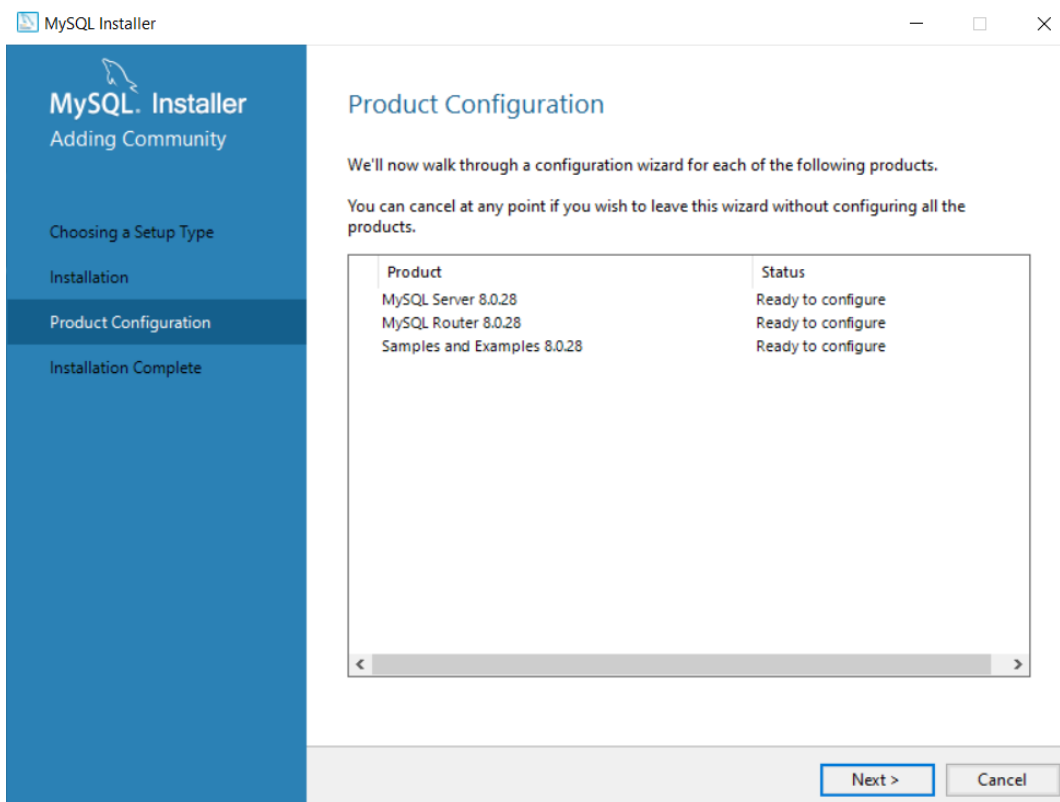 MySQL Installer
MySQL. Installer
Adding Community
Choosing a Setup Type
Installation
Product Configuration
Installation Complete
Product Configuration
We'll now walk through a configuration wizard for each of the following products.
You can cancel at any point if you wish to leave this wizard without configuring all the
products.
Product Status
MySQL Server 8.0.28 Ready to configure
MySQL Router 8.0.28 Ready to configure
Samples and Examples 8.0.28 Ready to configure
Next > Cancel